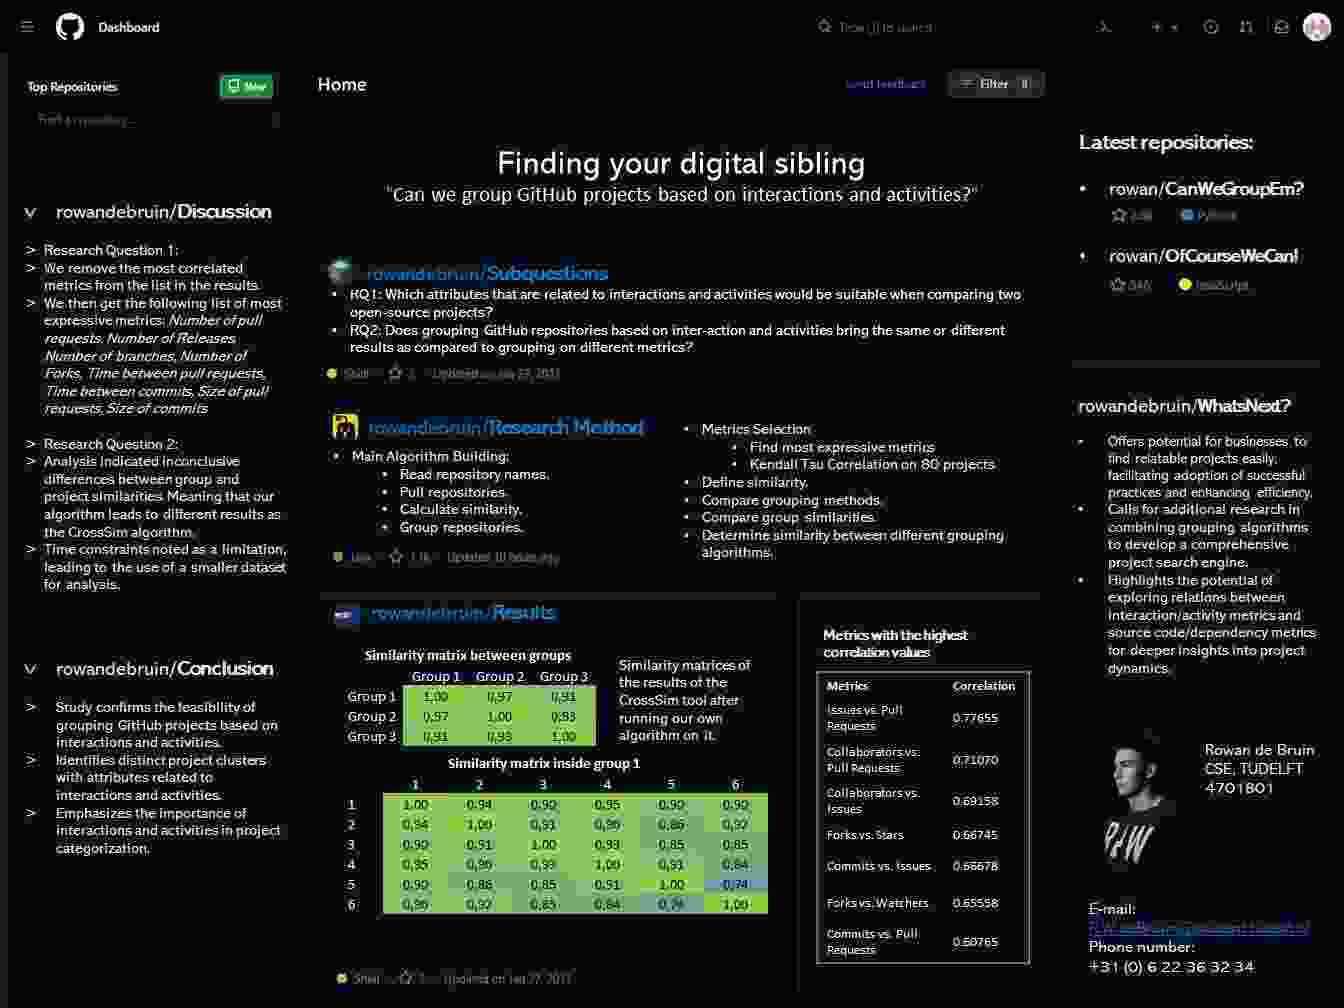 Dashboard
Top Repositories
New
Home
Send feedback
Filter
8
Finding your digital sibling
"Can we group GitHub projects based on interactions and activities?"
rowandebruin/Discussion
> Research Question 1:
> We remove the most correlated
metrics from the list in the results.
> We then get the following list of most
expressive metrics: Number of pull
requests, Number of Releases,
Number of branches, Number of
Forks, Time between pull requests,
Time between commits, Size of pull
requests, Size of commits
> Research Question 2:
> Analysis indicated inconclusive
differences between group and
project similarities. Meaning that our
algorithm leads to different results as
the CrossSim algorithm.
> Time constraints noted as a limitation,
leading to the use of a smaller dataset
for analysis.
rowandebruin/Conclusion
> Study confirms the feasibility of
grouping GitHub projects based on
interactions and activities.
> Identifies distinct project clusters
with attributes related to
interactions and activities.
> Emphasizes the importance of
interactions and activities in project
categorization.
rowandebruin/Subquestions
• RQ1: Which attributes that are related to interactions and activities would be suitable when comparing two
open-source projects?
• RQ2: Does grouping GitHub repositories based on inter-action and activities bring the same or different
results as compared to grouping on different metrics?
Shell
rowandebruin/Research Method
• Main Algorithm Building:
• Read repository names.
• Pull repositories.
• Calculate similarity.
• Group repositories.
Updated 10 hours ago
• Metrics Selection
• Find most expressive metrics
• Kendall Tau Correlation on 80 projects
• Define similarity.
• Compare grouping methods.
• Compare group similarities.
• Determine similarity between different grouping
algorithms.
rowandebruin/Results
Similarity matrix between groups
Group 1 Group 2 Group 3
Group 1 1,00 0,97 0,91
Group 2 0,97 1,00 0,93
Group 3 0,91 0,93 1,00
Similarity matrices of
the results of the
CrossSim tool after
running our own
algorithm on it.
Similarity matrix inside group 1
1 2 3 4 5 6
1 1,00 0,94 0,90 0,95 0,90 0,90
2 0,94 1,00 0,91 0,90 0,86 0,92
3 0,90 0,91 1,00 0,93 0,85 0,85
4 0,95 0,90 0,93 1,00 0,91 0,84
5 0,90 0,86 0,85 0,91 1,00 0,74
6 0,90 0,92 0,85 0,84 0,74 1,00
Shell
Metrics with the highest
correlation values
Metrics Correlation
Issues vs. Pull
Requests 0.77655
Collaborators vs.
Pull Requests 0.71070
Collaborators vs.
Issues 0.69158
Forks vs. Stars 0.66745
Commits vs. Issues 0.66678
Forks vs. Watchers 0.65558
Commits vs. Pull
Requests 0.60765
Latest repositories:
• rowan/CanWeGroupEm?
Python
• rowan/OfCourseWeCan!
JavaScript
rowandebruin/WhatsNext?
• Offers potential for businesses to
find relatable projects easily,
facilitating adoption of successful
practices and enhancing efficiency.
• Calls for additional research in
combining grouping algorithms
to develop a comprehensive
project search engine.
• Highlights the potential of
exploring relations between
interaction/activity metrics and
source code/dependency metrics
for deeper insights into project
dynamics.
Rowan de Bruin
CSE, TUDELFT
4701801
E-mail:
Phone number:
+31 (0) 6 22 36 32 34